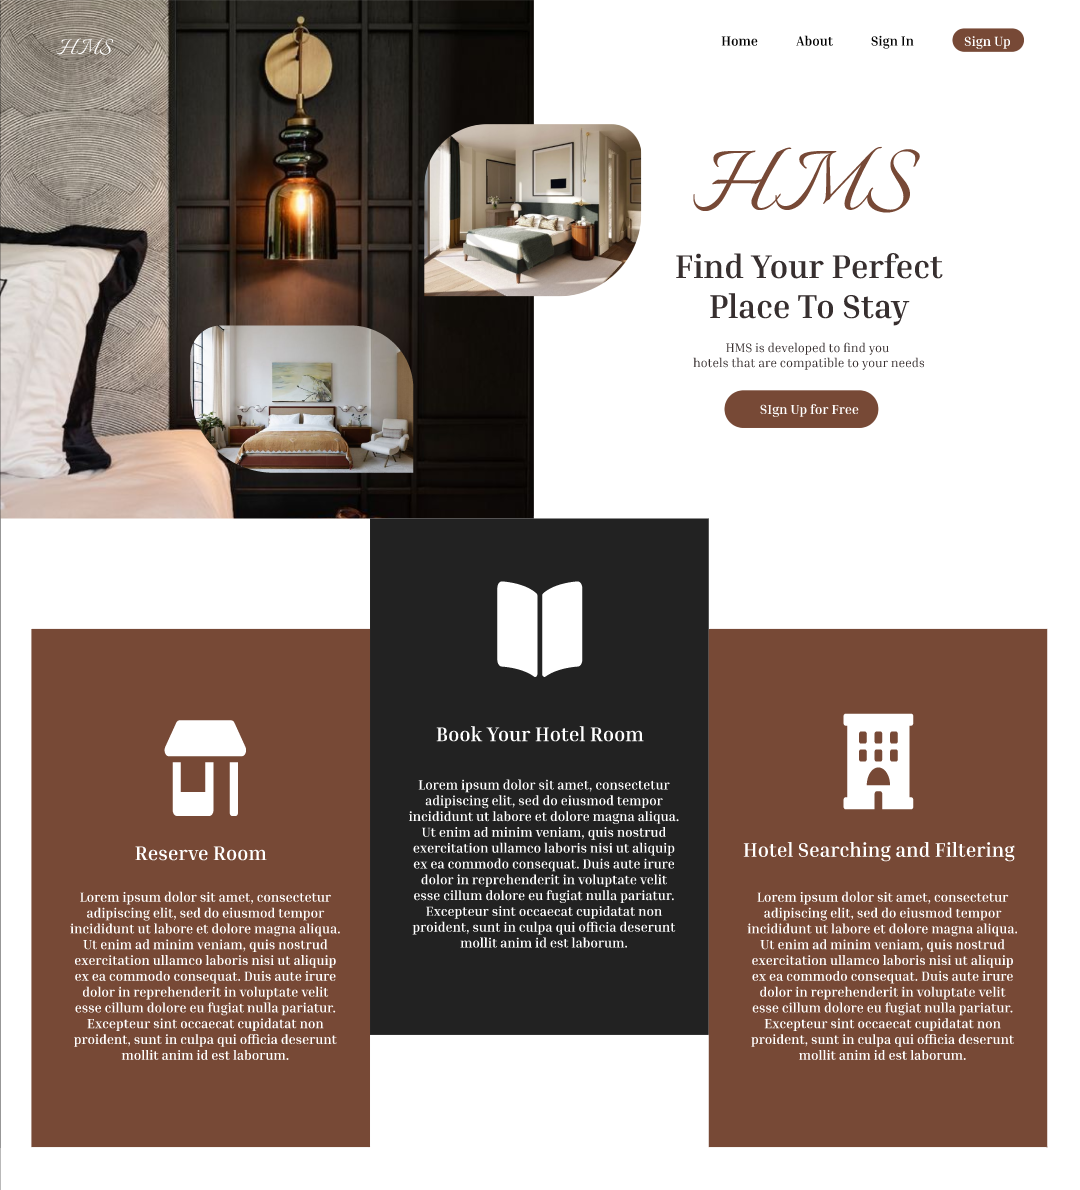 HMS
Home
About
Sign In
Sign Up
HMS
Find Your Perfect
Place To Stay
HMS is developed to find you
hotels that are compatible to your needs
SIgn Up for Free
Book Your Hotel Room
Lorem ipsum dolor sit amet, consectetur
adipiscing elit, sed do eiusmod tempor
incididunt ut labore et dolore magna aliqua.
Ut enim ad minim veniam, quis nostrud
exercitation ullamco laboris nisi ut aliquip
ex ea commodo consequat. Duis aute irure
dolor in reprehenderit in voluptate velit
esse cillum dolore eu fugiat nulla pariatur.
Excepteur sint occaecat cupidatat non
proident, sunt in culpa qui officia deserunt
mollit anim id est laborum.
Reserve Room
Lorem ipsum dolor sit amet, consectetur
adipiscing elit, sed do eiusmod tempor
incididunt ut labore et dolore magna aliqua.
Ut enim ad minim veniam, quis nostrud
exercitation ullamco laboris nisi ut aliquip
ex ea commodo consequat. Duis aute irure
dolor in reprehenderit in voluptate velit
esse cillum dolore eu fugiat nulla pariatur.
Excepteur sint occaecat cupidatat non
proident, sunt in culpa qui officia deserunt
mollit anim id est laborum.
Hotel Searching and Filtering
Lorem ipsum dolor sit amet, consectetur
adipiscing elit, sed do eiusmod tempor
incididunt ut labore et dolore magna aliqua.
Ut enim ad minim veniam, quis nostrud
exercitation ullamco laboris nisi ut aliquip
ex ea commodo consequat. Duis aute irure
dolor in reprehenderit in voluptate velit
esse cillum dolore eu fugiat nulla pariatur.
Excepteur sint occaecat cupidatat non
proident, sunt in culpa qui officia deserunt
mollit anim id est laborum.